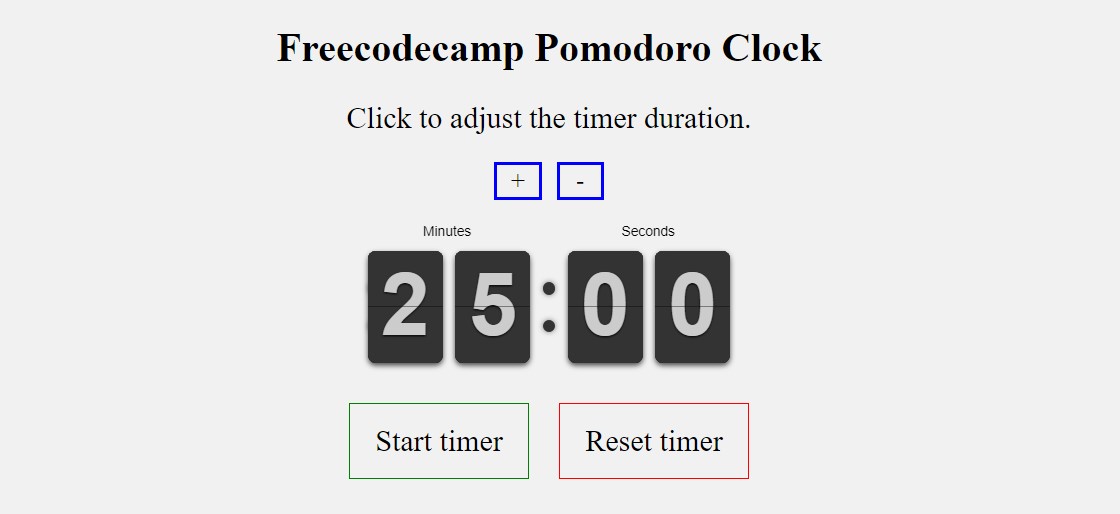 Freecodecamp Pomodoro Clock
Click to adjust the timer duration.
+ -
Minutes Seconds
25:00
Start timer Reset timer